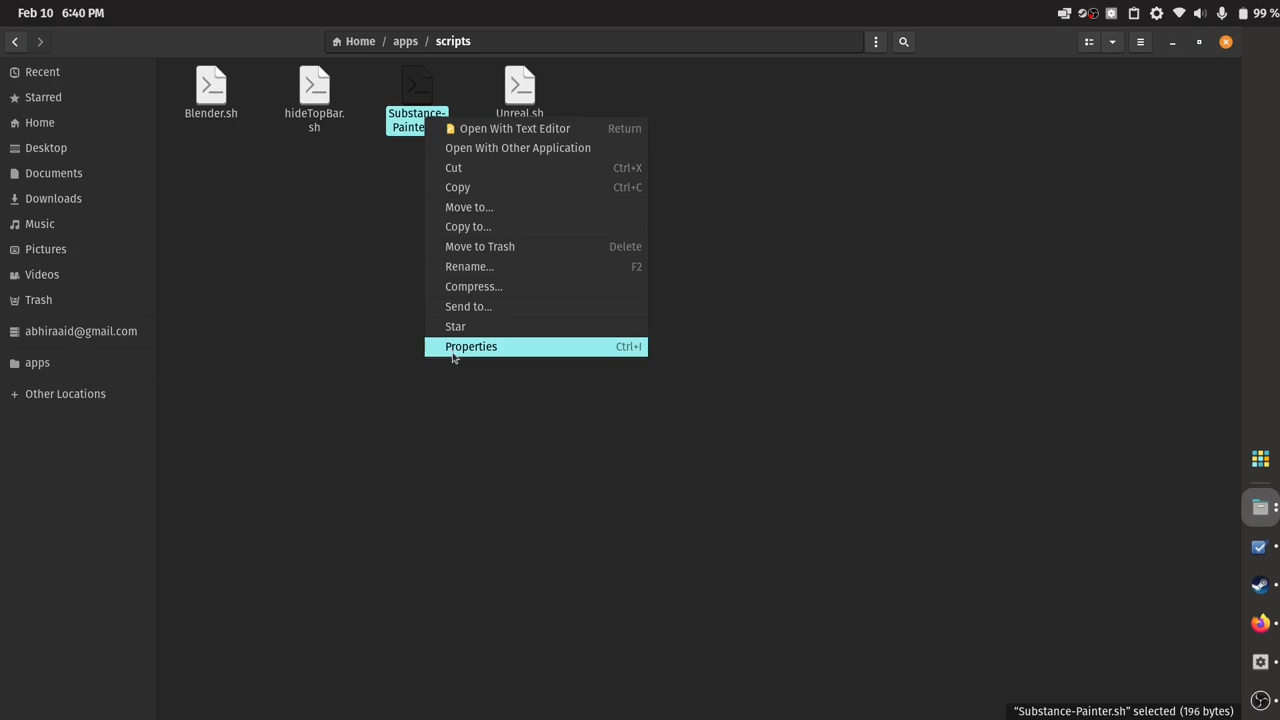 Feb 10 6:40 PM
99 %
Home / apps / scripts
Recent
Starred
Home
Desktop
Documents
Downloads
Music
Pictures
Videos
Trash
abhiraaid@gmail.com
apps
+ Other Locations
Blender.sh
hideTopBar.
sh
Substance-
Painte
Unreal.sh
Open With Text Editor Return
Open With Other Application
Cut Ctrl+X
Copy Ctrl+C
Move to...
Copy to...
Move to Trash Delete
Rename... F2
Compress...
Send to...
Star
Properties Ctrl+I
“Substance-Painter.sh” selected (196 bytes)